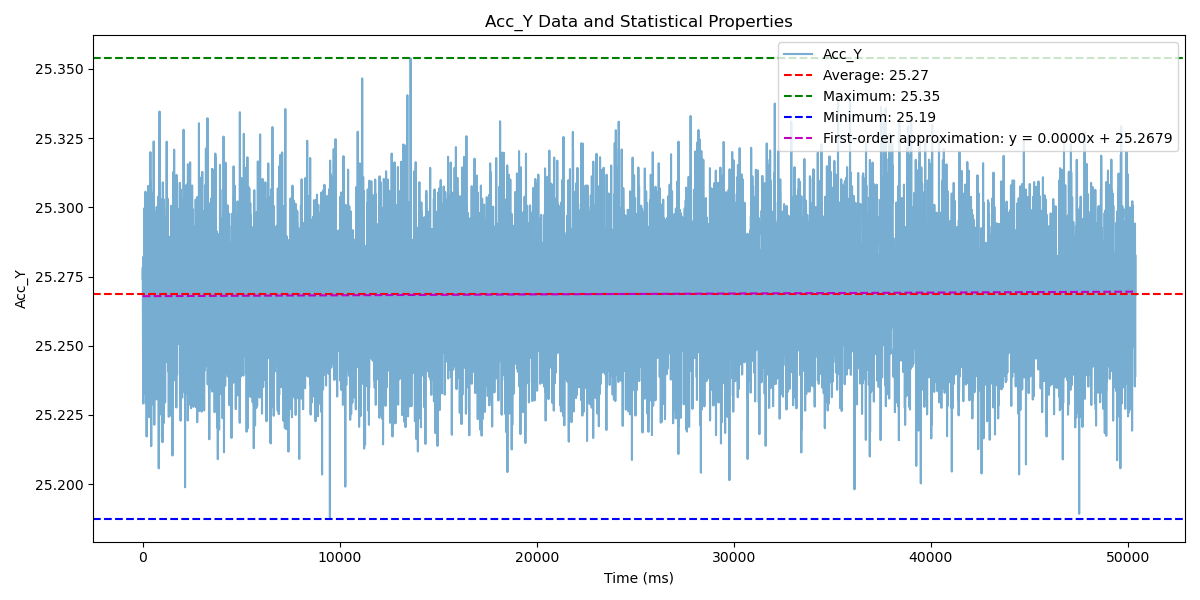 Acc_Y Data and Statistical Properties
Acc_Y
Average: 25.27
Maximum: 25.35
Minimum: 25.19
First-order approximation: y = 0.0000x + 25.2679
25.350
25.325
25.300
25.275
25.250
25.225
25.200
Acc_Y
0 10000 20000 30000 40000 50000
Time (ms)